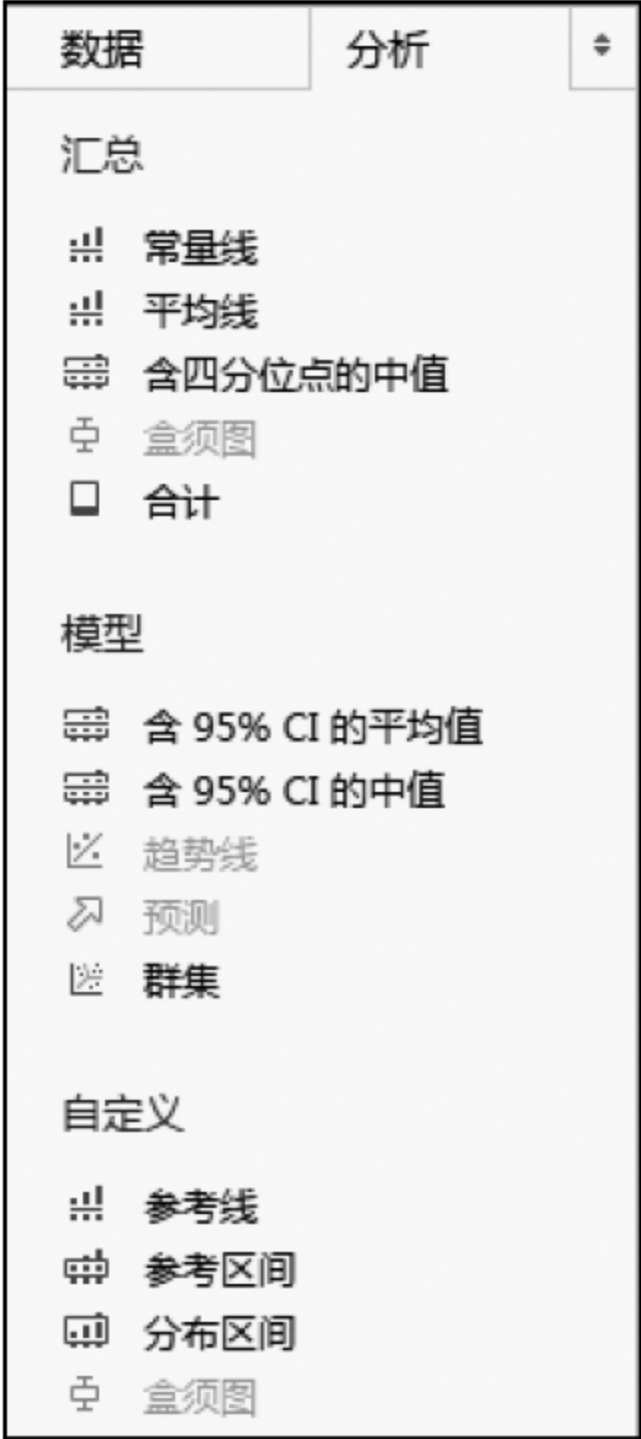 数据 分析
汇总
常量线
平均线
含四分位点的中值
盒须图
合计
模型
含 95% CI 的平均值
含 95% CI 的中值
趋势线
预测
群集
自定义
参考线
参考区间
分布区间
盒须图